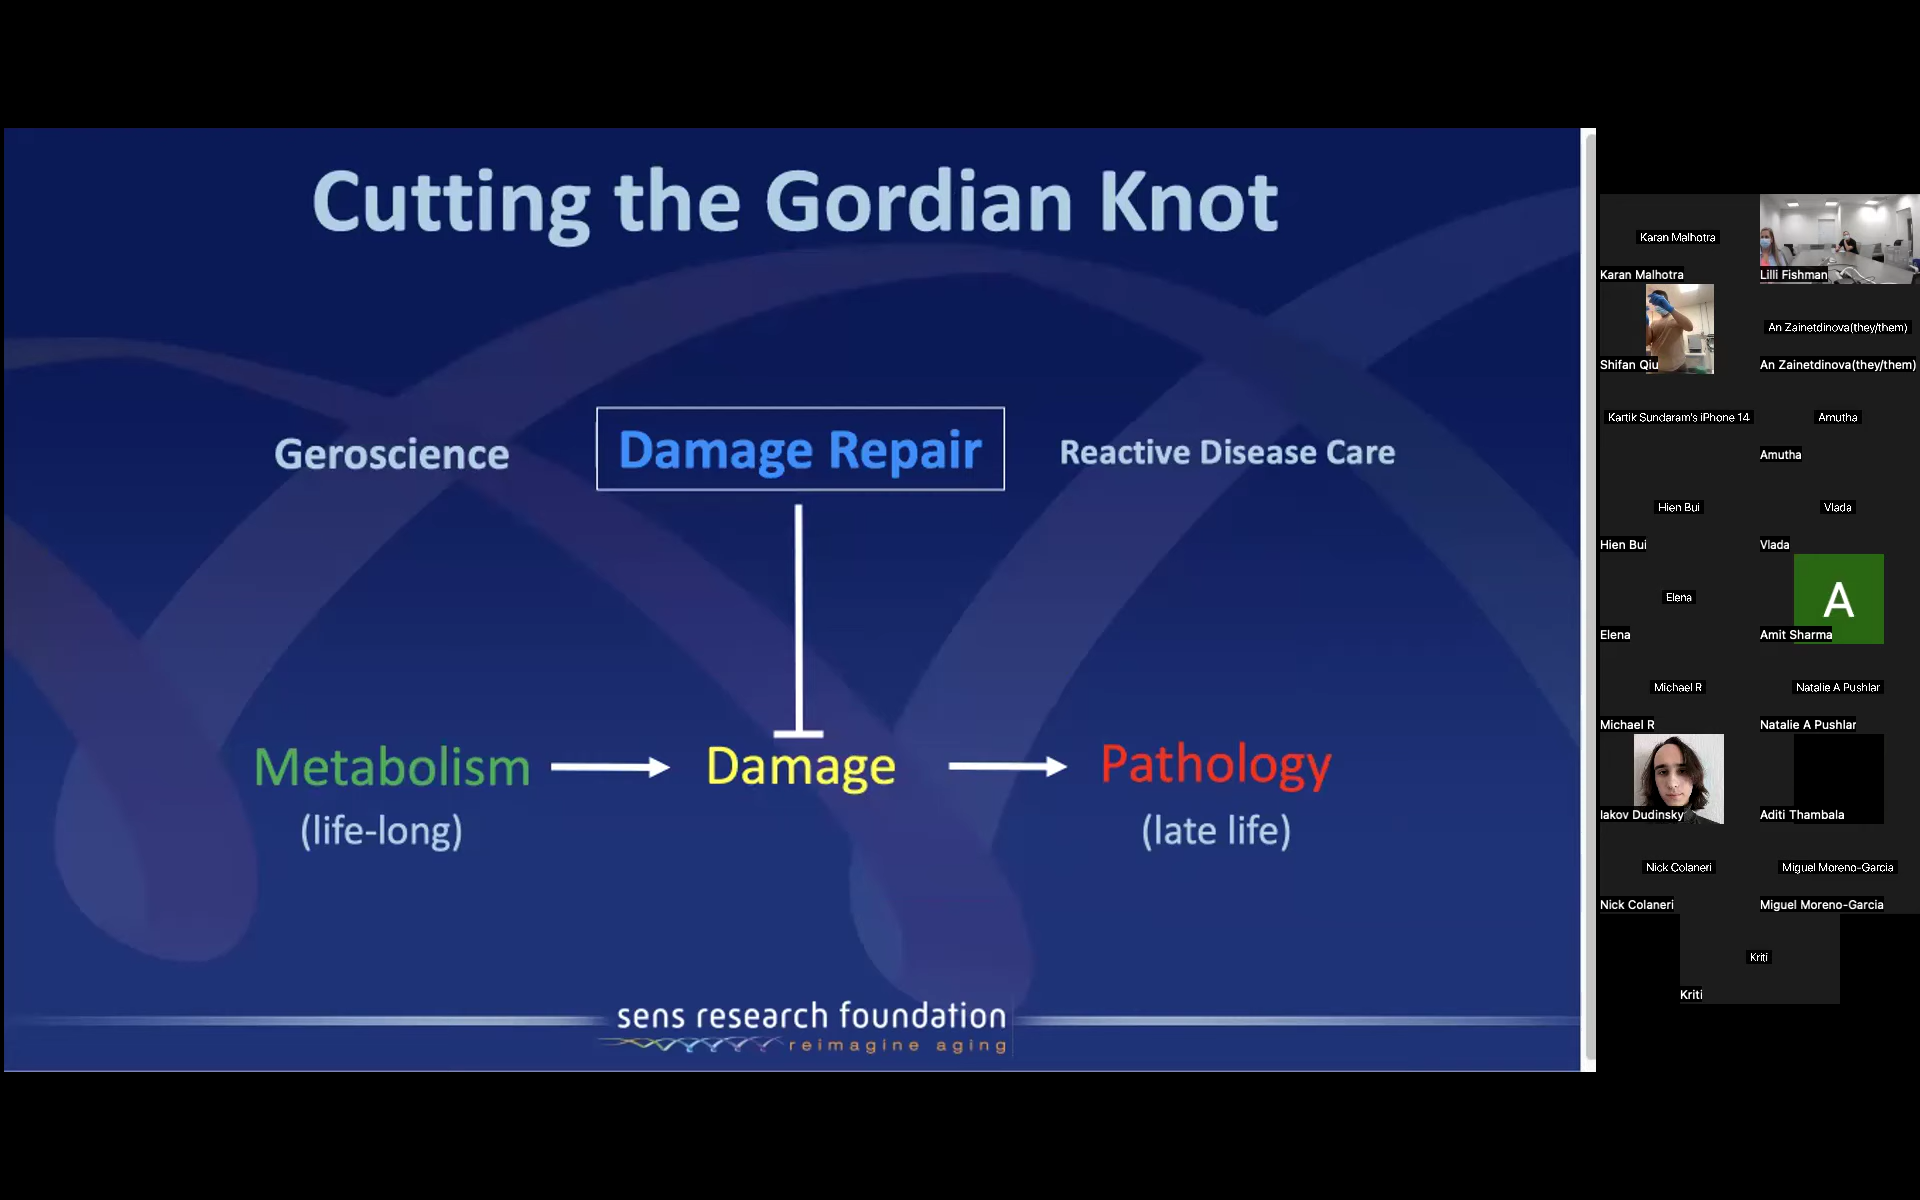 Cutting the Gordian Knot
Geroscience
Damage Repair
Reactive Disease Care
Metabolism
Damage
Pathology
(life-long)
(late life)
sens research foundation
reimagine aging
Karan Malhotra
Karan Malhotra
Lilli Fishman
Shifan Qiu
An Zainetdinova(they/them)
An Zainetdinova(they/them)
Kartik Sundaram's iPhone 14
Amutha
Amutha
Hien Bui
Vlada
Hien Bui
Vlada
Elena
A
Elena
Amit Sharma
Michael R
Natalie A Pushlar
Michael R
Natalie A Pushlar
Iakov Dudinsky
Aditi Thambala
Nick Colaneri
Miguel Moreno-Garcia
Nick Colaneri
Miguel Moreno-Garcia
Kriti
Kriti